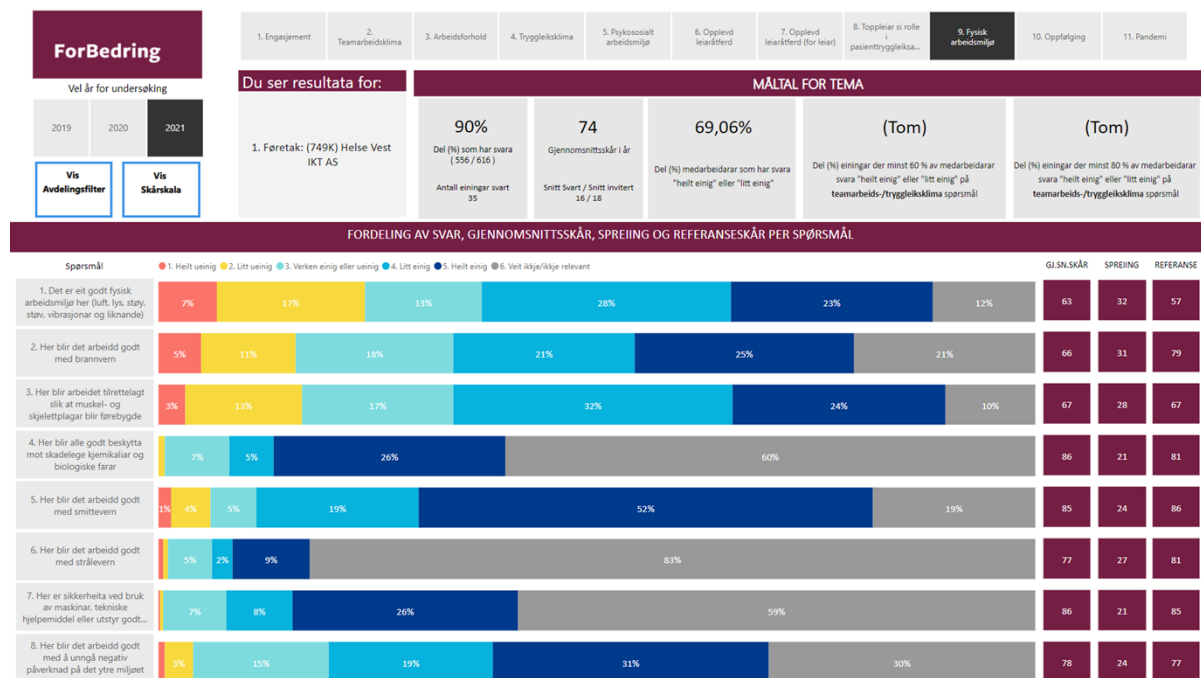 ForBedring
Vel år for undersøking
2019
2020
2021
Vis
Avdelingsfilter
Vis
Skårskala
1. Engasjement
2.
Teamarbeidsklima
3. Arbeidsforhold
4. Tryggleiksklima
5. Psykososialt
arbeidsmiljø
6. Opplevd
leiaråtferd
7. Opplevd
leiaråtferd (for leiar)
8. Toppleiar si rolle
i
pasienttryggleiksa...
9. Fysisk
arbeidsmiljø
10. Oppfølging
11. Pandemi
Du ser resultata for:
1. Føretak: (749K) Helse Vest
IKT AS
MÅLTAL FOR TEMA
90%
Del (%) som har svara
( 556 / 616 )
Antall einingar svart
35
74
Gjennomsnittsskår i år
Snitt Svart / Snitt invitert
16 / 18
69,06%
Del (%) medarbeidarar som har svara
"heilt einig" eller "litt einig"
(Tom)
Del (%) einingar der minst 60 % av medarbeidarar
svara "heilt einig" eller "litt einig" på
teamarbeids-/tryggleiksklima spørsmål
(Tom)
Del (%) einingar der minst 80 % av medarbeidarar
svara "heilt einig" eller "litt einig" på
teamarbeids-/tryggleiksklima spørsmål
FORDELING AV SVAR, GJENNOMSNITTSSKÅR, SPREIING OG REFERANSESKÅR PER SPØRSMÅL
Spørsmål
1. Heilt ueinig 2. Litt ueinig 3. Verken einig eller ueinig 4. Litt einig 5. Heilt einig 6. Veit ikkje/ikkje relevant
GJ.SN.SKÅR SPREIING REFERANSE
1. Det er eit godt fysisk
arbeidsmiljø her (luft, lys, støy,
støv, vibrasjonar og liknande)
7% 17% 13% 28% 23% 12%
63 32 57
2. Her blir det arbeidd godt
med brannvern
5% 11% 18% 21% 25% 21%
66 31 79
3. Her blir arbeidet tilrettelagt
slik at muskel- og
skjelettplagar blir førebygde
3% 13% 17% 32% 24% 10%
67 28 67
4. Her blir alle godt beskytta
mot skadelege kjemikaliar og
biologiske farar
7% 5% 26% 60%
86 21 81
5. Her blir det arbeidd godt
med smittevern
1% 4% 5% 19% 52% 19%
85 24 86
6. Her blir det arbeidd godt
med strålevern
5% 2% 9% 83%
77 27 81
7. Her er sikkerheita ved bruk
av maskinar, tekniske
hjelpemiddel eller utstyr godt...
7% 8% 26% 59%
86 21 85
8. Her blir det arbeidd godt
med å unngå negativ
påverknad på det ytre miljøet
3% 15% 19% 31% 30%
78 24 77